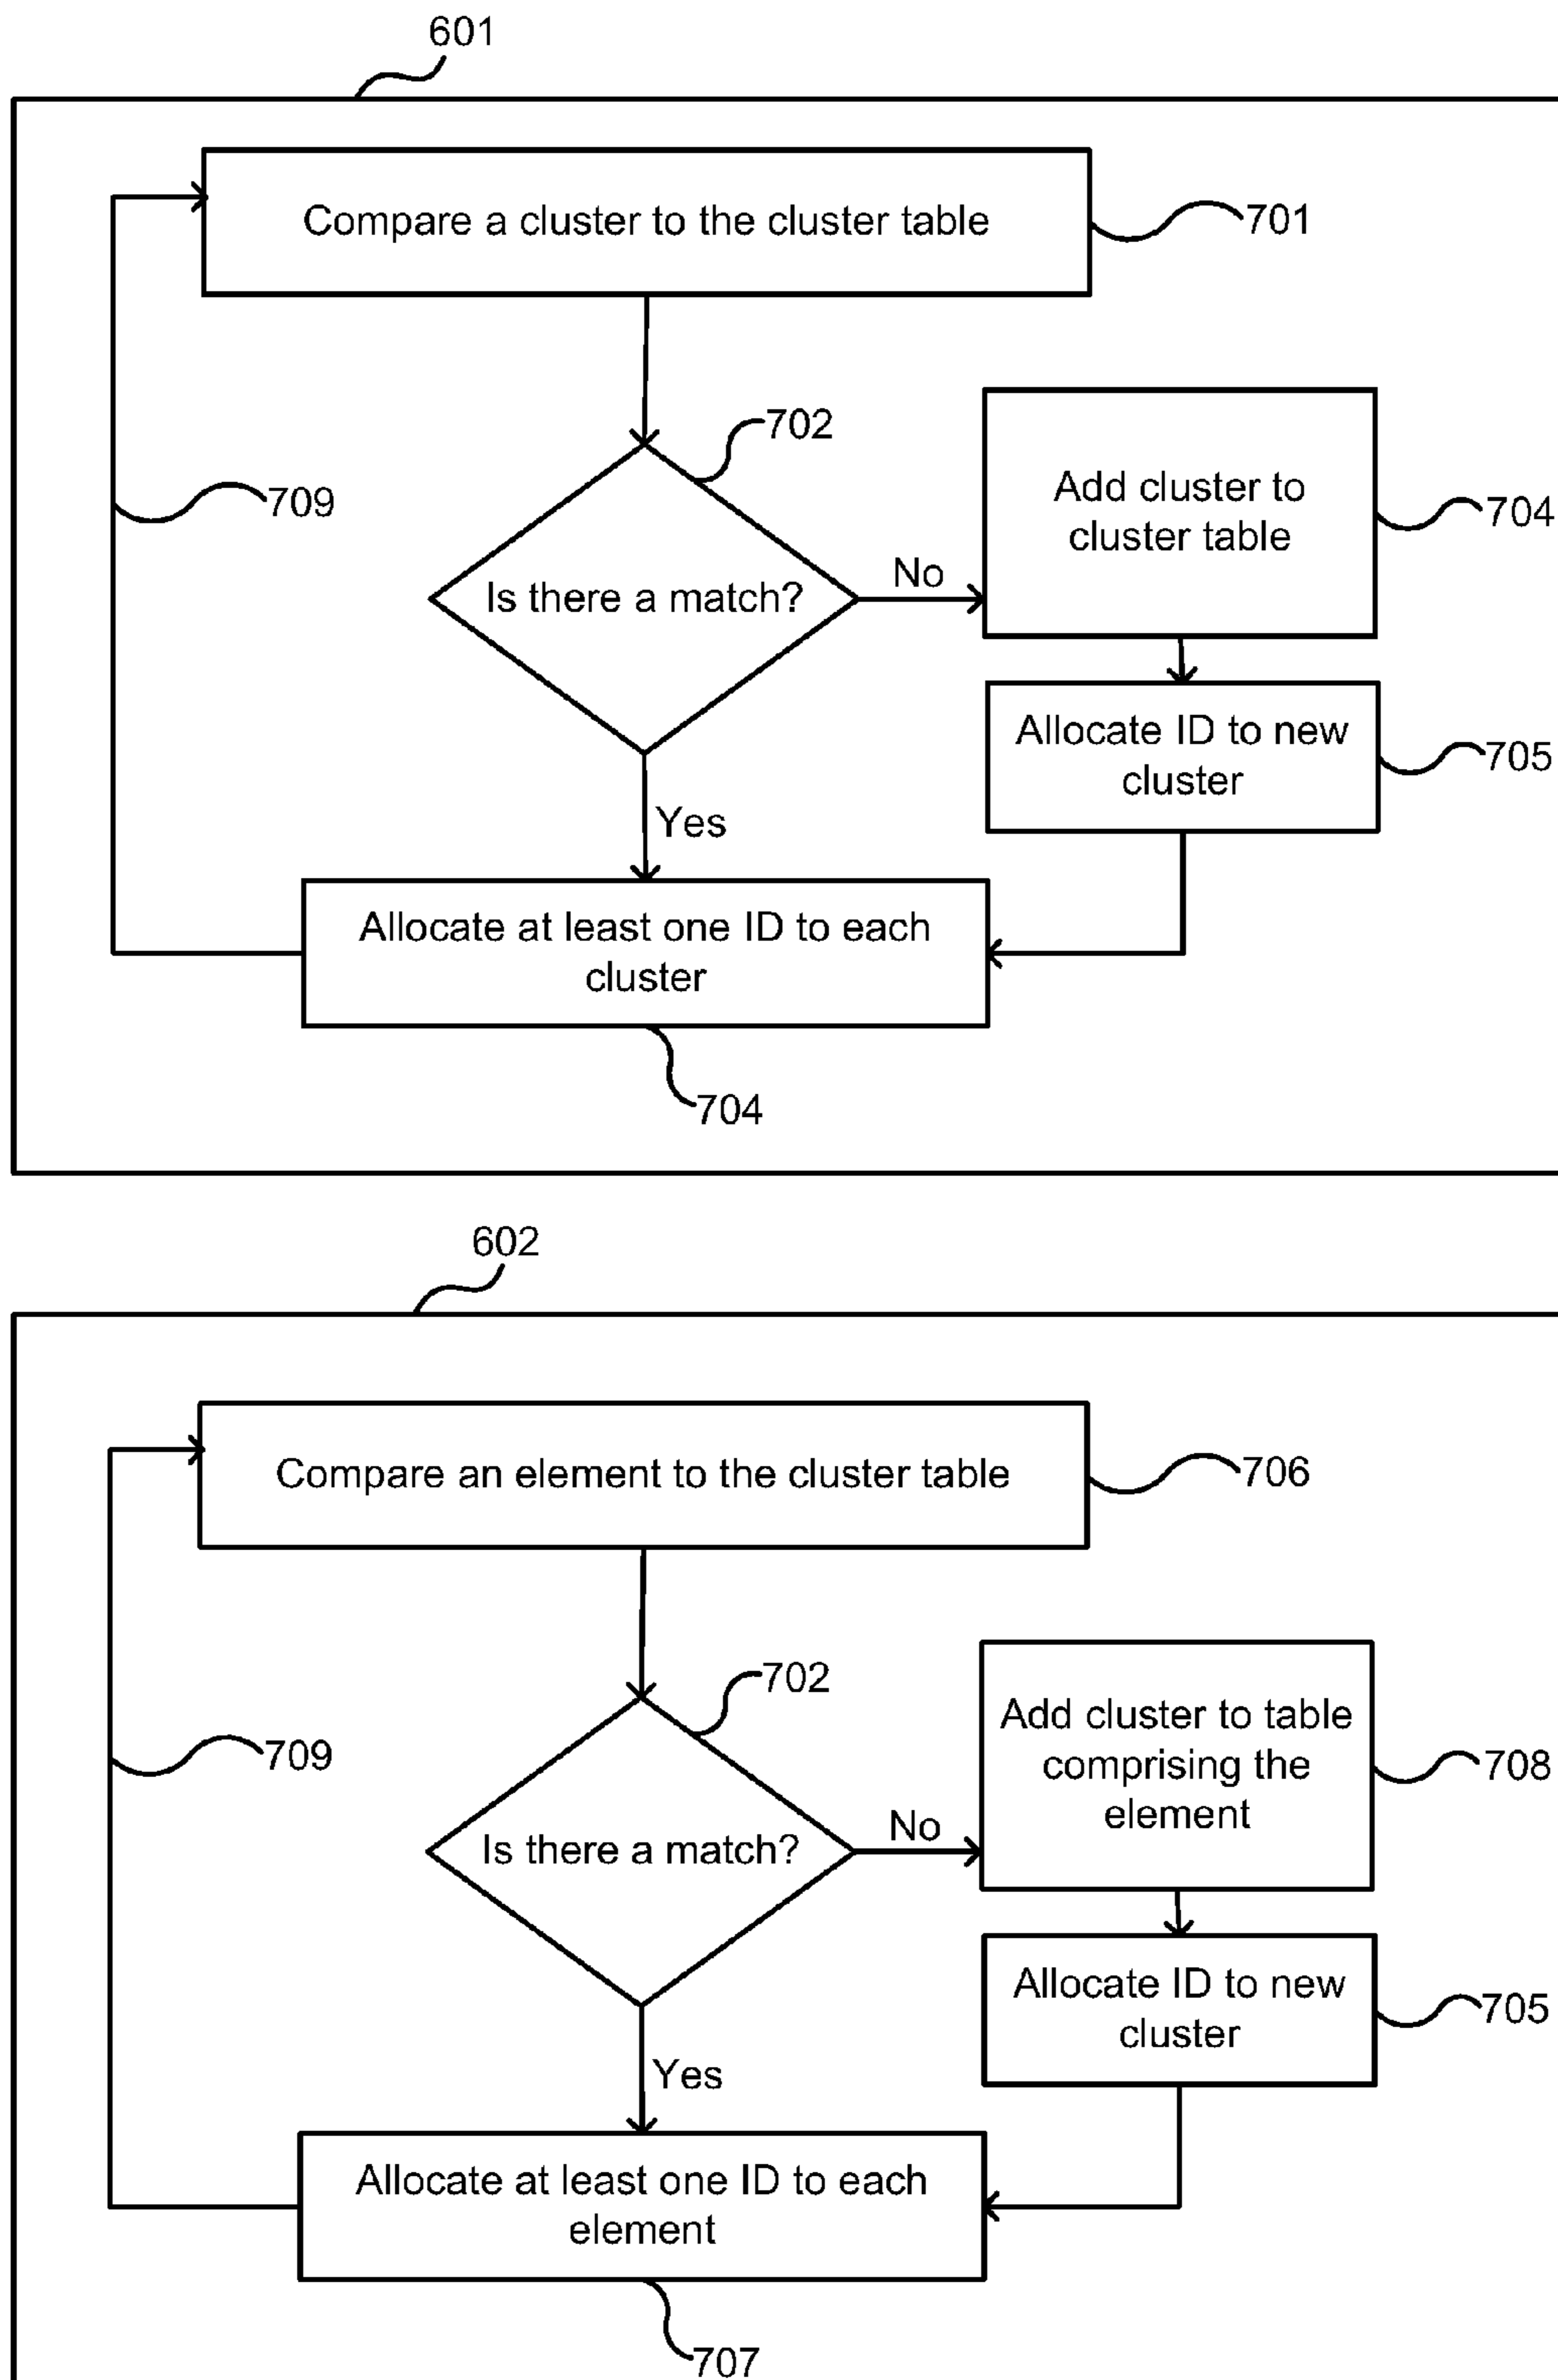 601
Compare a cluster to the cluster table
701
702
709
Add cluster to
cluster table
704
Is there a match?
No
Allocate ID to new
cluster
705
Yes
Allocate at least one ID to each
cluster
704
602
Compare an element to the cluster table
706
702
709
Add cluster to table
comprising the
element
708
Is there a match?
No
Allocate ID to new
cluster
705
Yes
Allocate at least one ID to each
element
707